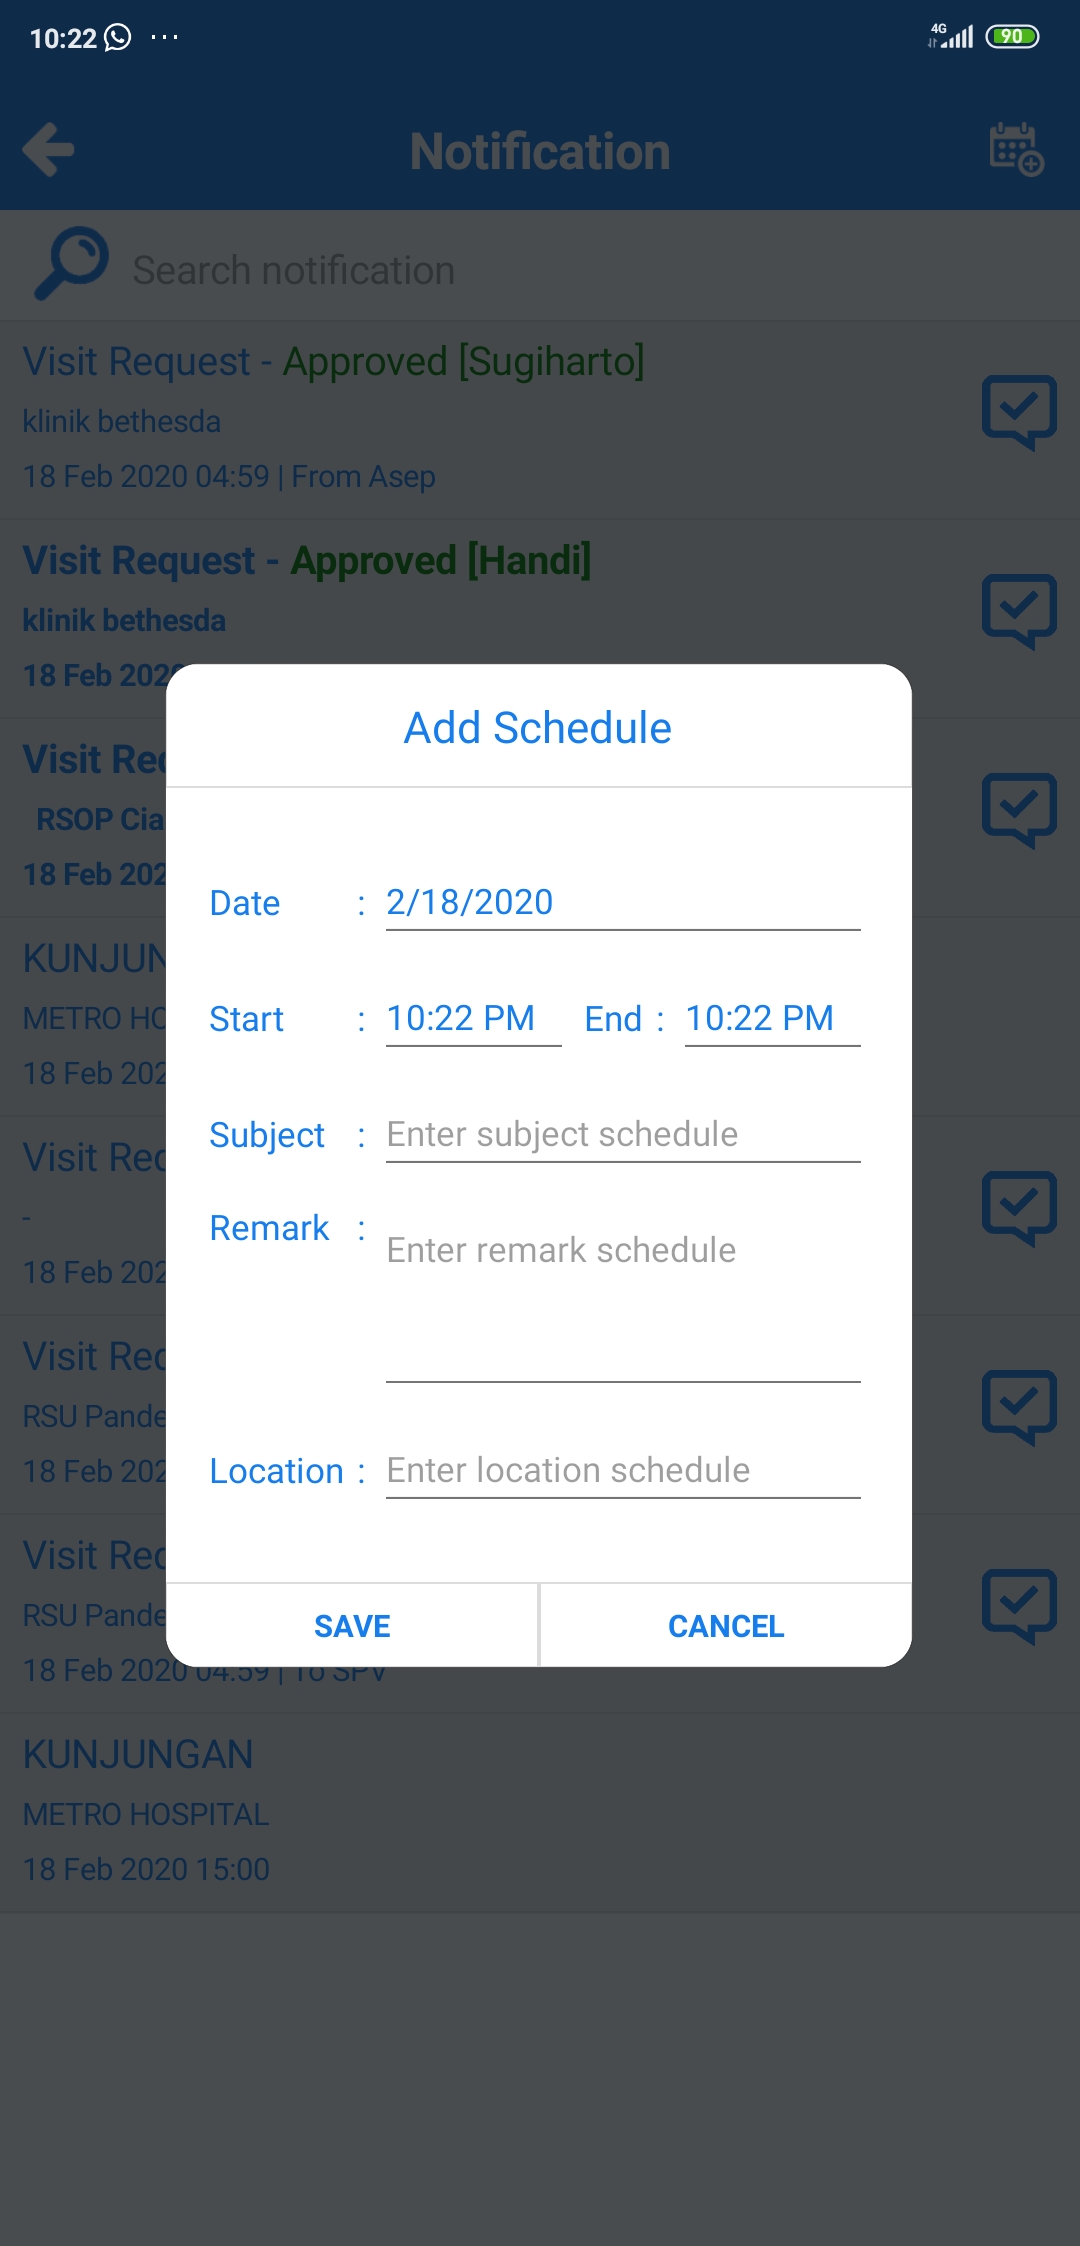 10:22 ... 4G 90
Notification
Search notification
Visit Request - Approved [Sugiharto]
klinik bethesda
18 Feb 2020 04:59 | From Asep
Visit Request - Approved [Handi]
klinik bethesda
18 Feb 2020
Visit Req
RSOP Cia
18 Feb 202
KUNJUN
METRO HO
18 Feb 202
Visit Req
-
18 Feb 202
Visit Req
RSU Pande
18 Feb 202
Visit Req
RSU Pande
18 Feb 2020 04:59 | To SPV
KUNJUNGAN
METRO HOSPITAL
18 Feb 2020 15:00
Add Schedule
Date : 2/18/2020
Start : 10:22 PM End : 10:22 PM
Subject : Enter subject schedule
Remark : Enter remark schedule
Location : Enter location schedule
SAVE CANCEL